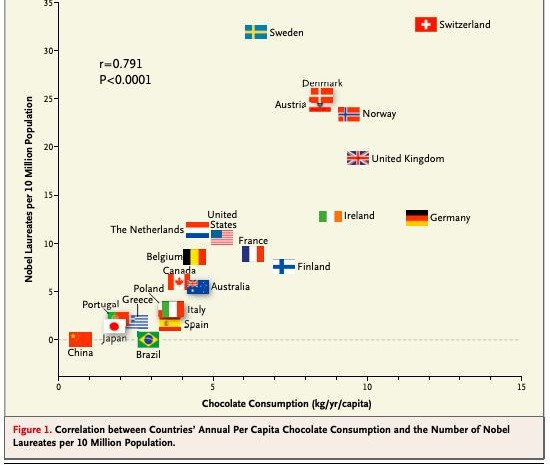 35
30
25
20
15
10
5
0
Nobel Laureates per 10 Million Population
r=0.791
P<0.0001
Sweden
Switzerland
Denmark
Austria
Norway
United Kingdom
United
States
The Netherlands
Ireland
Germany
France
Belgium
Finland
Canada
Australia
Poland
Portugal
Greece
Italy
Spain
Japan
China
Brazil
0
5
10
15
Chocolate Consumption (kg/yr/capita)
Figure 1. Correlation between Countries' Annual Per Capita Chocolate Consumption and the Number of Nobel
Laureates per 10 Million Population.